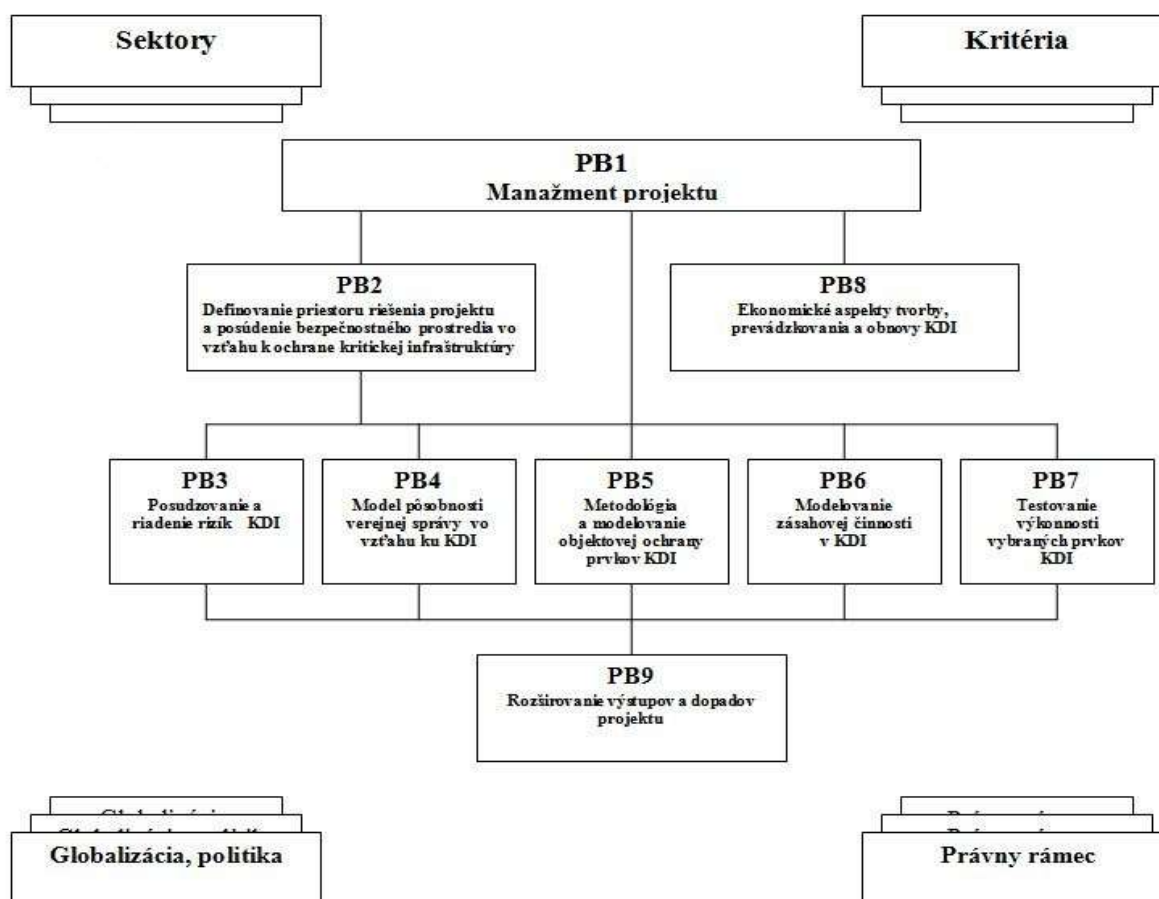 Sektory
Kritéria
PB1
Manažment projektu
PB2
Definovanie priestoru riešenia projektu
a posúdenie bezpečnostného prostredia vo
vzťahu k ochrane kritickej infraštruktúry
PB8
Ekonomické aspekty tvorby,
prevádzkovania a obnovy KDI
PB3
Posudzovanie a
riadenie rizík KDI
PB4
Model pôsobnosti
verejnej správy vo
vzťahu ku KDI
PB5
Metodológia
a modelovanie
objektovej ochrany
prvkov KDI
PB6
Modelovanie
zásahovej činnosti
v KDI
PB7
Testovanie
výkonnosti
vybraných prvkov
KDI
PB9
Rozširovanie výstupov a dopadov
projektu
Globalizácia, politika
Právny rámec